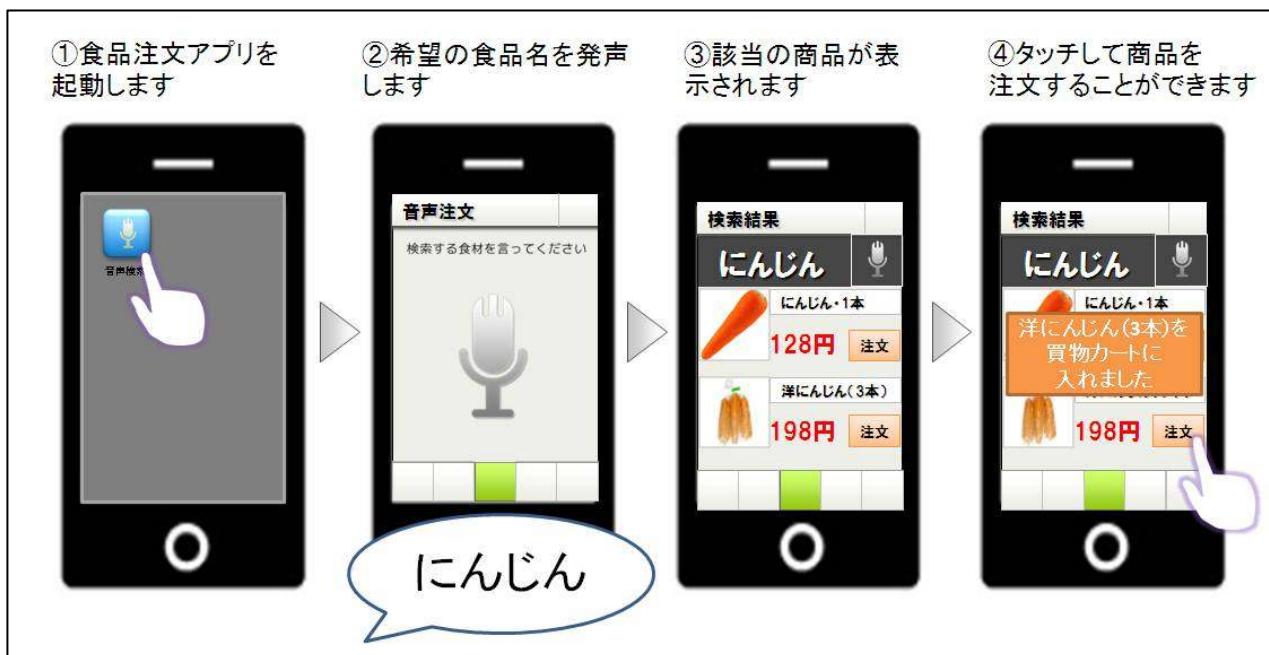 ①食品注文アプリを
起動します
②希望の食品名を発声
します
③該当の商品が表
示されます
④タッチして商品を
注文することができます
音声検索
音声注文
検索する食材を言ってください
にんじん
検索結果
にんじん
にんじん・1本
128円
注文
洋にんじん(3本)
198円
注文
検索結果
にんじん
にんじん・1本
洋にんじん(3本)を
買物カートに
入れました
198円
注文